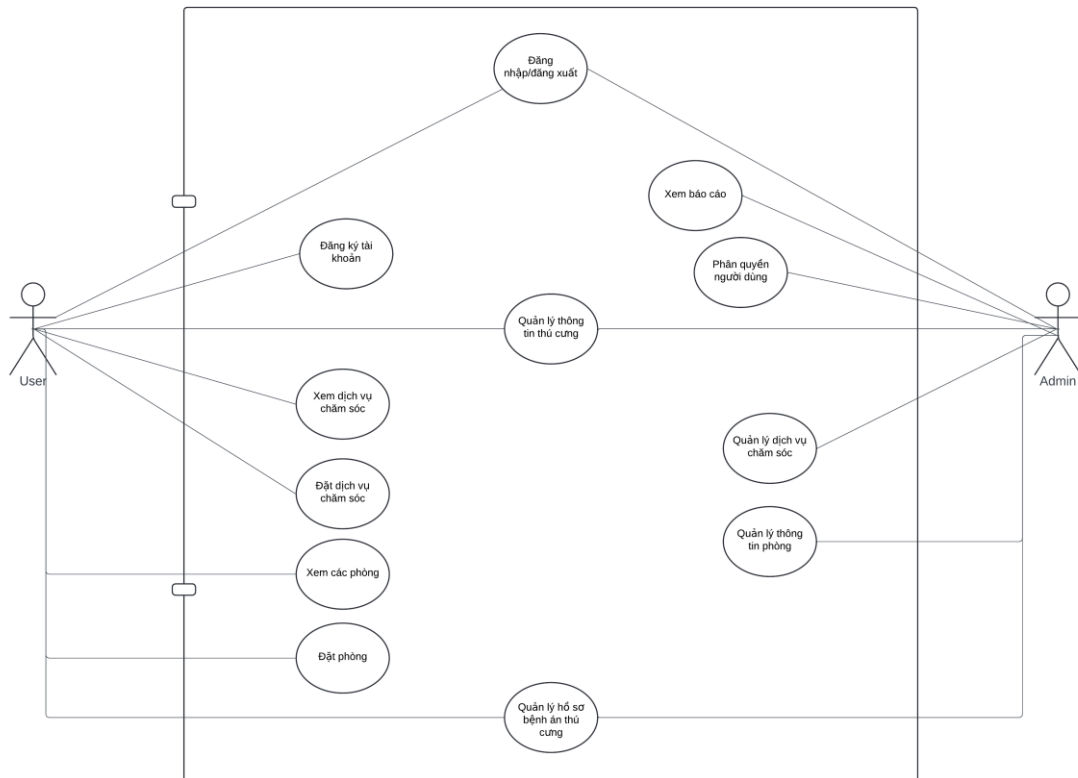 Đăng
nhập/đăng xuất
Xem báo cáo
Đăng ký tài
khoản
Phân quyền
người dùng
Quản lý thông
tin thú cưng
User
Admin
Xem dịch vụ
chăm sóc
Quản lý dịch vụ
chăm sóc
Đặt dịch vụ
chăm sóc
Quản lý thông
tin phòng
Xem các phòng
Đặt phòng
Quản lý hồ sơ
bệnh án thú
cưng